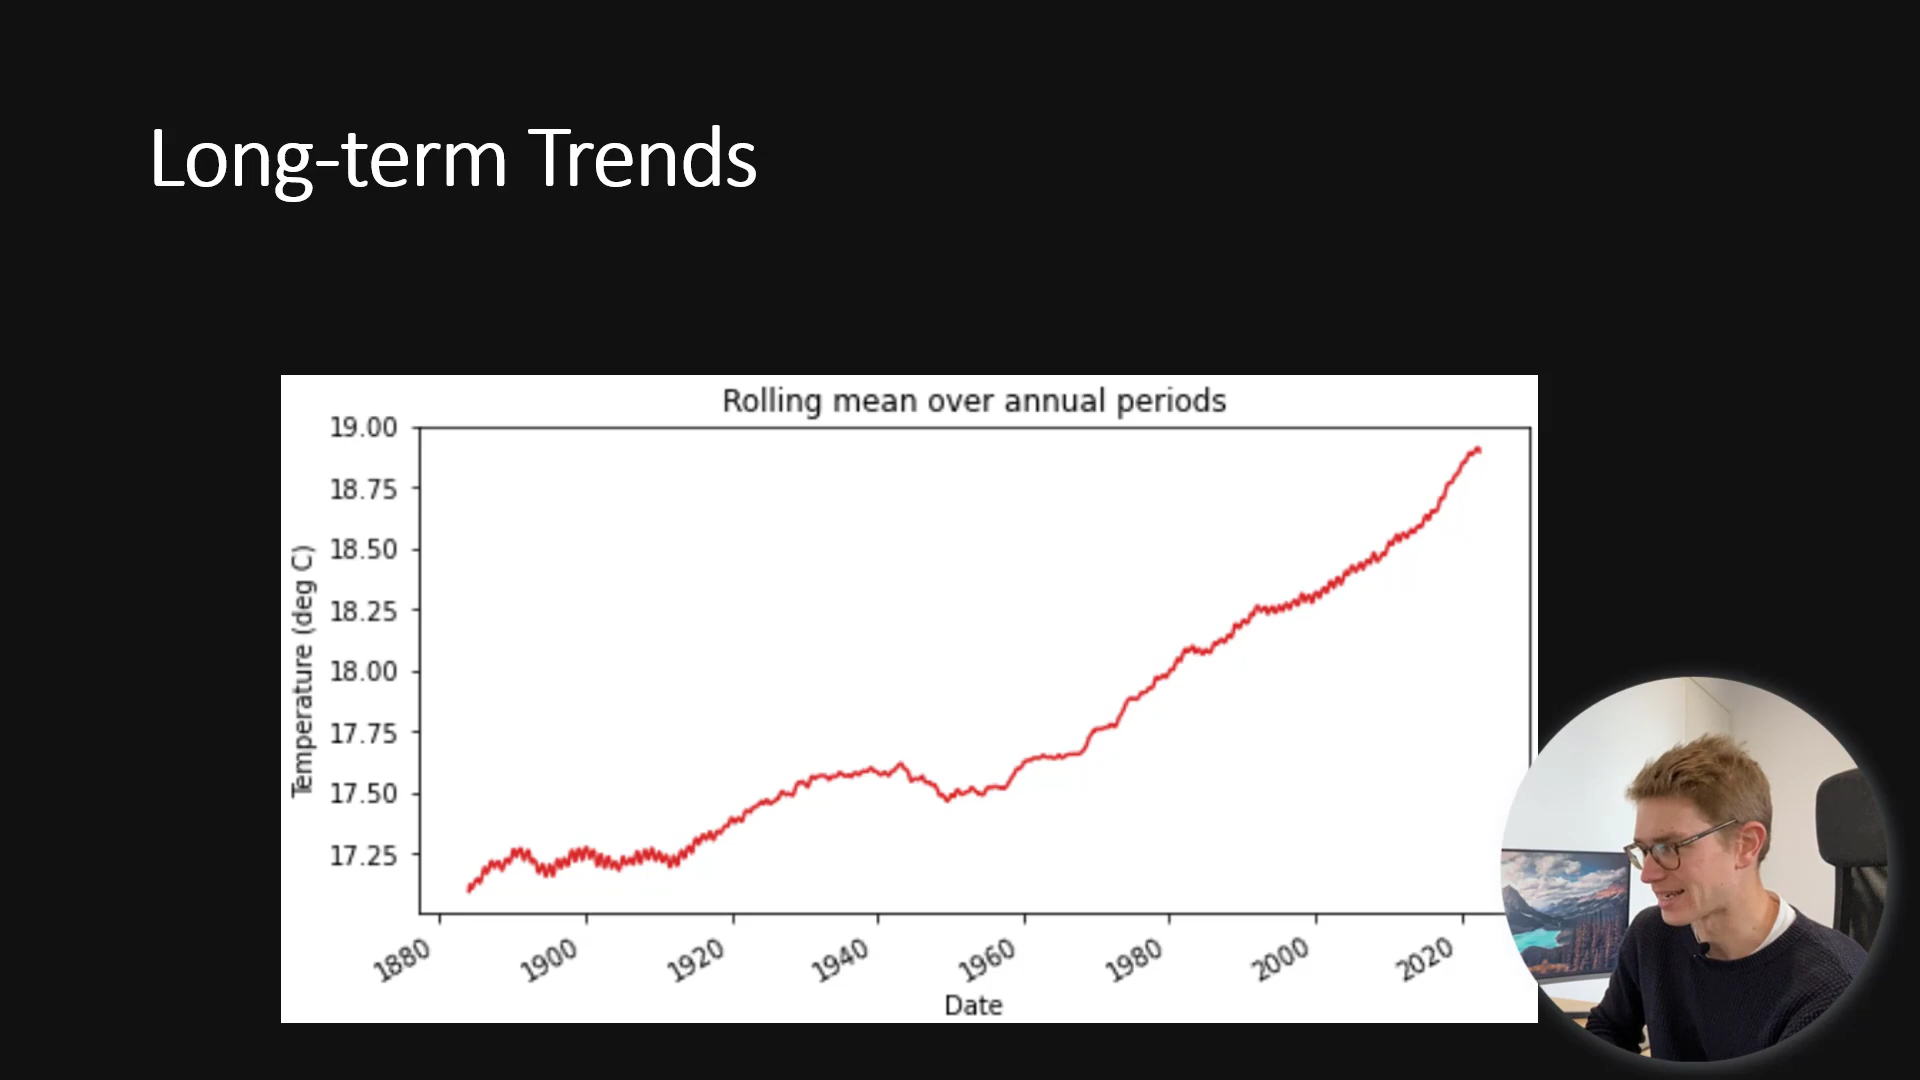 Long-term Trends
Rolling mean over annual periods
19.00
18.75
18.50
18.25
18.00
17.75
17.50
17.25
Temperature (deg C)
1880 1900 1920 1940 1960 1980 2000 2020
Date